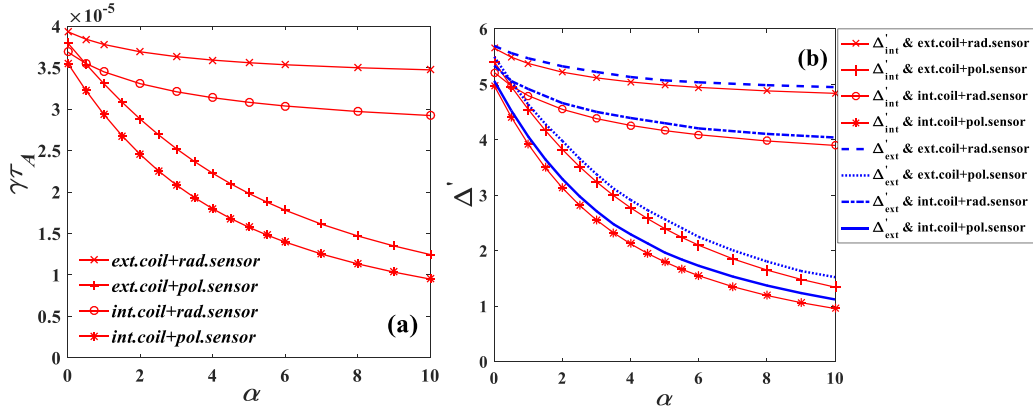 ×10⁻⁵
4
3.5
3
2.5
2
1.5
1
0.5
0
γτ_A
ext.coil+rad.sensor
ext.coil+pol.sensor
int.coil+rad.sensor
int.coil+pol.sensor
(a)
0 2 4 6 8 10
α
6
5
4
3
2
1
0
Δ'
(b)
0 2 4 6 8 10
α
Δ'_int & ext.coil+rad.sensor
Δ'_int & ext.coil+pol.sensor
Δ'_int & int.coil+rad.sensor
Δ'_int & int.coil+pol.sensor
Δ'_ext & ext.coil+rad.sensor
Δ'_ext & ext.coil+pol.sensor
Δ'_ext & int.coil+rad.sensor
Δ'_ext & int.coil+pol.sensor